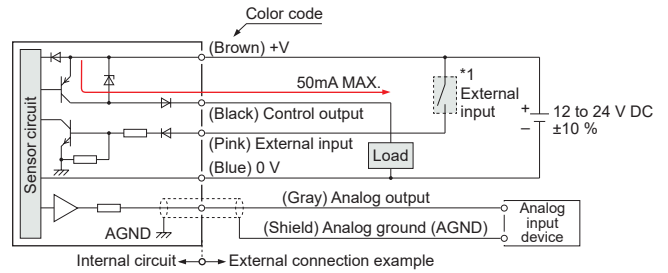 Color code
(Brown) +V
50mA MAX.
*1
External
input
(Black) Control output
12 to 24 V DC
±10 %
+
–
Sensor circuit
(Pink) External input
Load
(Blue) 0 V
(Gray) Analog output
Analog
input
device
(Shield) Analog ground (AGND)
AGND
Internal circuit
External connection example